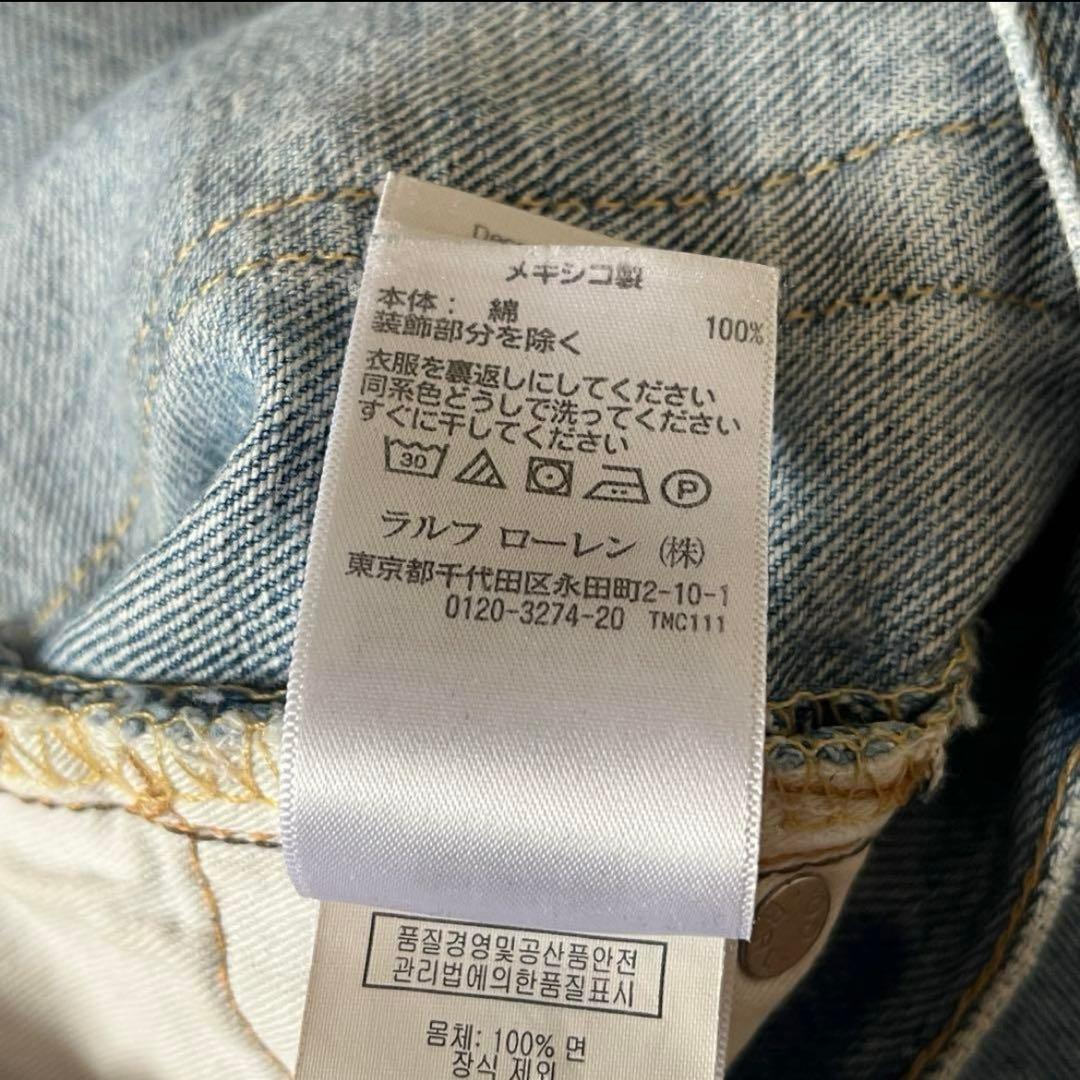 メキシコ製
本体： 綿 100%
装飾部分を除く
衣服を裏返しにしてください
同系色どうしで洗ってください
すぐに干してください
30 P
ラルフ ローレン (株)
東京都千代田区永田町2-10-1
0120-3274-20 TMC111
품질경영및공산품안전
관리법에의한품질표시
몸체: 100% 면
장식 제외